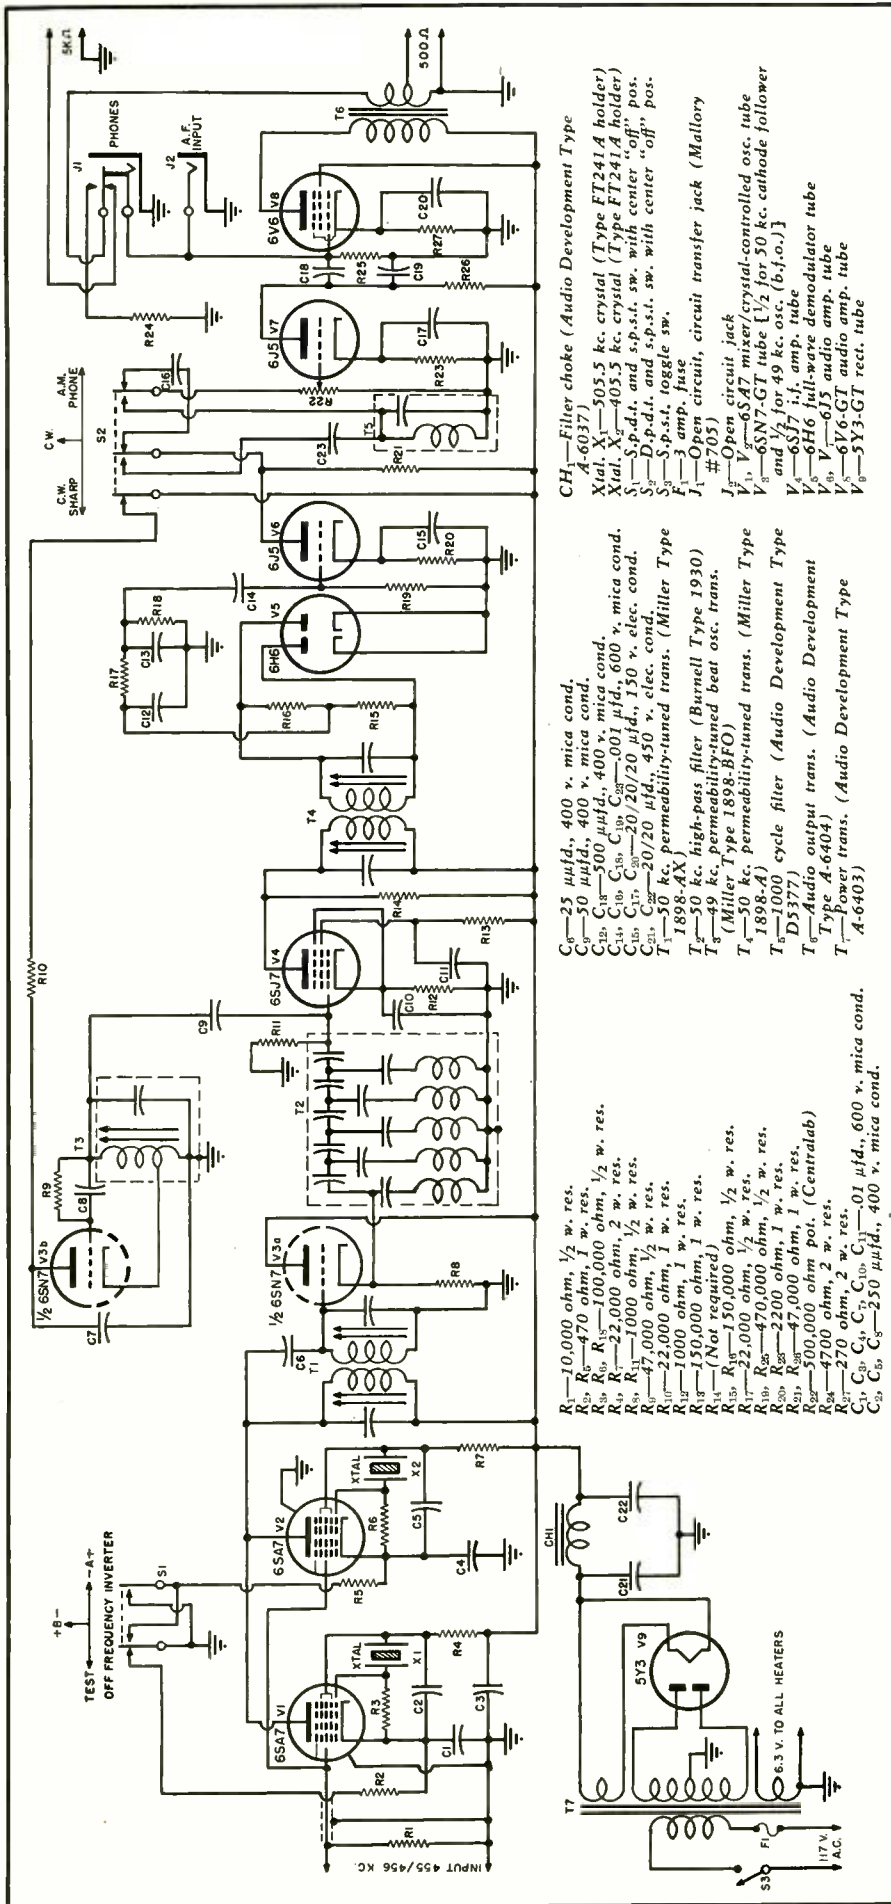 5KΩ
J1
PHONES
J2
A.F. INPUT
500Ω
T6
6V6 V8
C20
R27
R25
C18
C19
R26
R24
A.M. PHONE
C.W.
C.W. SHARP
S2
C16
6J5 V7
C17
R23
R22
T5
C23
R21
6J5 V6
C15
R20
C14
R19
V5
6H6
R18
R17
C13
C12
R16
R15
T4
R10
R14
R13
6SJ7 V4
C11
R12
C10
C9
R11
T2
T3
R9
C8
½ 6SN7 V3b
C7
½ 6SN7 V3a
R8
C6
T1
6SA7 V2
XTAL
X2
R7
R6
C5
C4
R5
+B-
-A+
TEST
OFF FREQUENCY INVERTER
S1
6SA7 V1
XTAL
X1
R4
R3
C2
C3
C1
R2
R1
INPUT 455/456 KC.
CH1
C22
C21
5Y3 V9
6.3 V. TO ALL HEATERS
T7
F1
S3
117 V. A.C.
R₁—10,000 ohm, ½ w. res.
R₂, R₅—470 ohm, 1 w. res.
R₃, R₆, R₁₈—100,000 ohm, ½ w. res.
R₄, R₇—22,000 ohm, 2 w. res.
R₈, R₁₁—1000 ohm, ½ w. res.
R₉—47,000 ohm, ½ w. res.
R₁₀—22,000 ohm, 1 w. res.
R₁₂—1000 ohm, 1 w. res.
R₁₃—150,000 ohm, 1 w. res.
R₁₄—(Not required)
R₁₅, R₁₆—150,000 ohm, ½ w. res.
R₁₇—22,000 ohm, ½ w. res.
R₁₉, R₂₅—470,000 ohm, ½ w. res.
R₂₀, R₂₃—2200 ohm, 1 w. res.
R₂₁, R₂₆—47,000 ohm, 1 w. res.
R₂₂—500,000 ohm pot. (Centralab)
R₂₄—4700 ohm, 2 w. res.
R₂₇—270 ohm, 2 w. res.
C₁, C₃, C₄, C₇, C₁₀, C₁₁—.01 μfd., 600 v. mica cond.
C₂, C₅, C₈—250 μμfd., 400 v. mica cond.
C₆—25 μμfd., 400 v. mica cond.
C₉—50 μμfd., 400 v. mica cond.
C₁₂, C₁₃—500 μμfd., 400 v. mica cond.
C₁₄, C₁₆, C₁₈, C₁₉, C₂₃—.001 μfd., 600 v. mica cond.
C₁₅, C₁₇, C₂₀—20/20/20 μfd., 150 v. elec. cond.
C₂₁, C₂₂—20/20 μfd., 450 v. elec. cond.
T₁—50 kc. permeability-tuned trans. (Miller Type
1898-AX)
T₂—50 kc. high-pass filter (Burnell Type 1930)
T₃—49 kc. permeability-tuned beat osc. trans.
(Miller Type 1898-BFO)
T₄—50 kc. permeability-tuned trans. (Miller Type
1898-A)
T₅—1000 cycle filter (Audio Development Type
D5377)
T₆—Audio output trans. (Audio Development
Type A-6404)
T₇—Power trans. (Audio Development Type
A-6403)
CH₁—Filter choke (Audio Development Type
A-6037)
Xtal. X₁—505.5 kc. crystal (Type FT241A holder)
Xtal. X₂—405.5 kc. crystal (Type FT241A holder)
S₁—S.p.d.t. and s.p.s.t. sw. with center "off" pos.
S₂—D.p.d.t. and s.p.s.t. sw. with center "off" pos.
S₃—S.p.s.t. toggle sw.
F₁—3 amp. fuse
J₁—Open circuit, circuit transfer jack (Mallory
#705)
J₂—Open circuit jack
V₁, V₂—6SA7 mixer/crystal-controlled osc. tube
V₃—6SN7-GT tube [½ for 50 kc. cathode follower
and ½ for 49 kc. osc. (b.f.o.)]
V₄—6SJ7 i.f. amp. tube
V₅—6H6 full-wave demodulator tube
V₆, V₇—6J5 audio amp. tube
V₈—6V6-GT audio amp. tube
V₉—5Y3-GT rect. tube